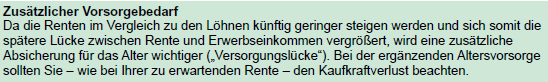 Zusätzlicher Vorsorgebedarf
Da die Renten im Vergleich zu den Löhnen künftig geringer steigen werden und sich somit die
spätere Lücke zwischen Rente und Erwerbseinkommen vergrößert, wird eine zusätzliche
Absicherung für das Alter wichtiger („Versorgungslücke“). Bei der ergänzenden Altersvorsorge
sollten Sie – wie bei Ihrer zu erwartenden Rente – den Kaufkraftverlust beachten.